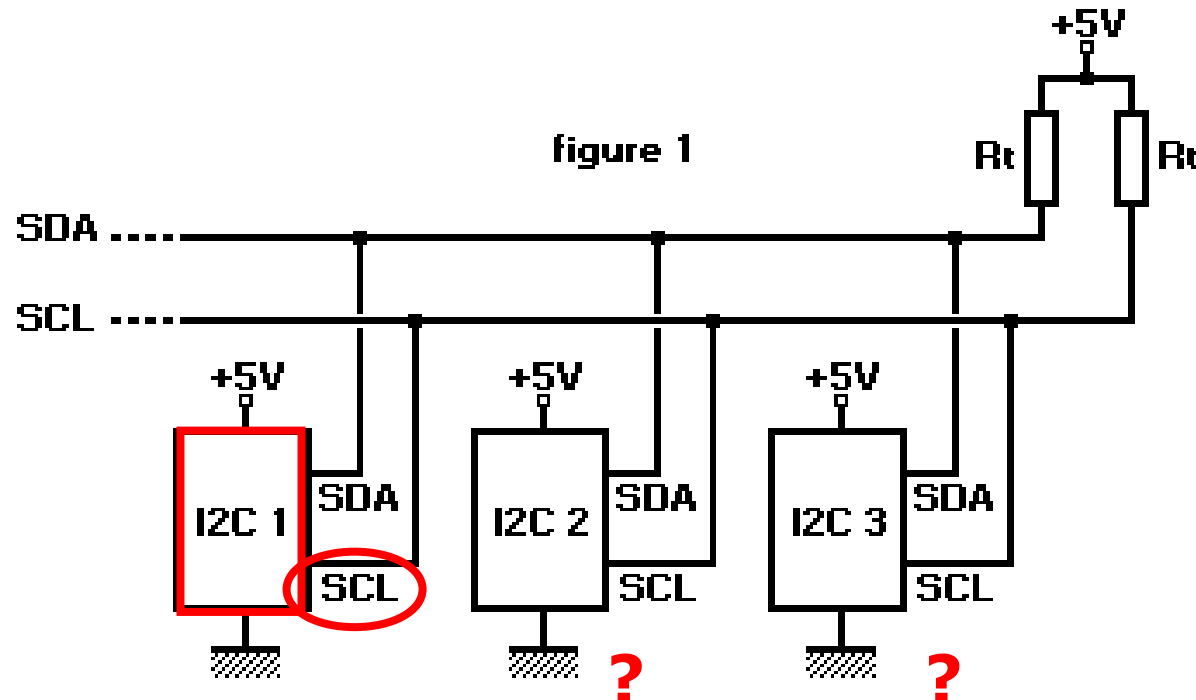 +5V
figure 1
Rt Rt
SDA
SCL
+5V +5V +5V
SDA SDA SDA
I2C 1 I2C 2 I2C 3
SCL SCL SCL
? ?